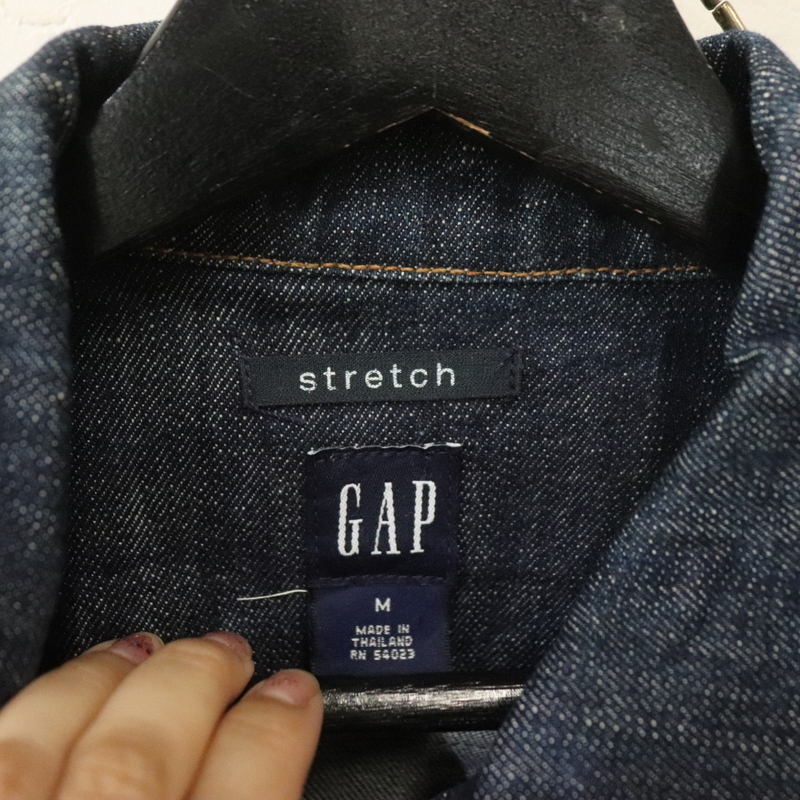 stretch
GAP
M
MADE IN
THAILAND
RN 54023